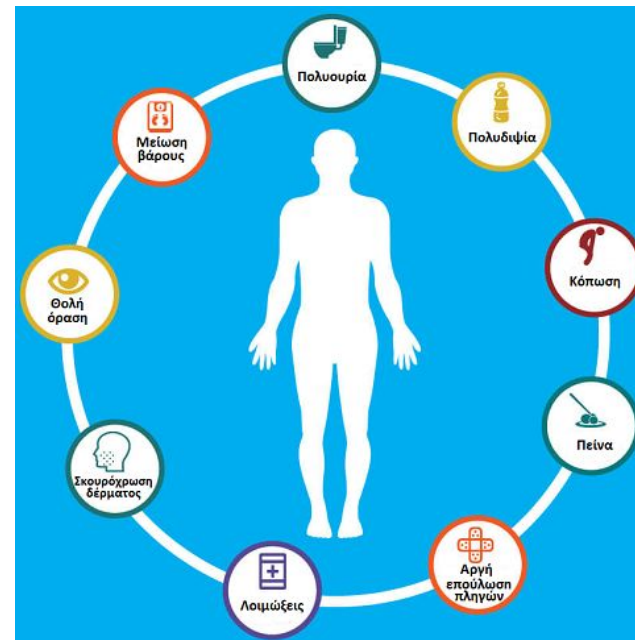 Πολυουρία
Πολυδιψία
Κόπωση
Πείνα
Αργή
επούλωση
πληγών
Λοιμώξεις
Σκουρόχρωση
δέρματος
Θολή
όραση
Μείωση
βάρους